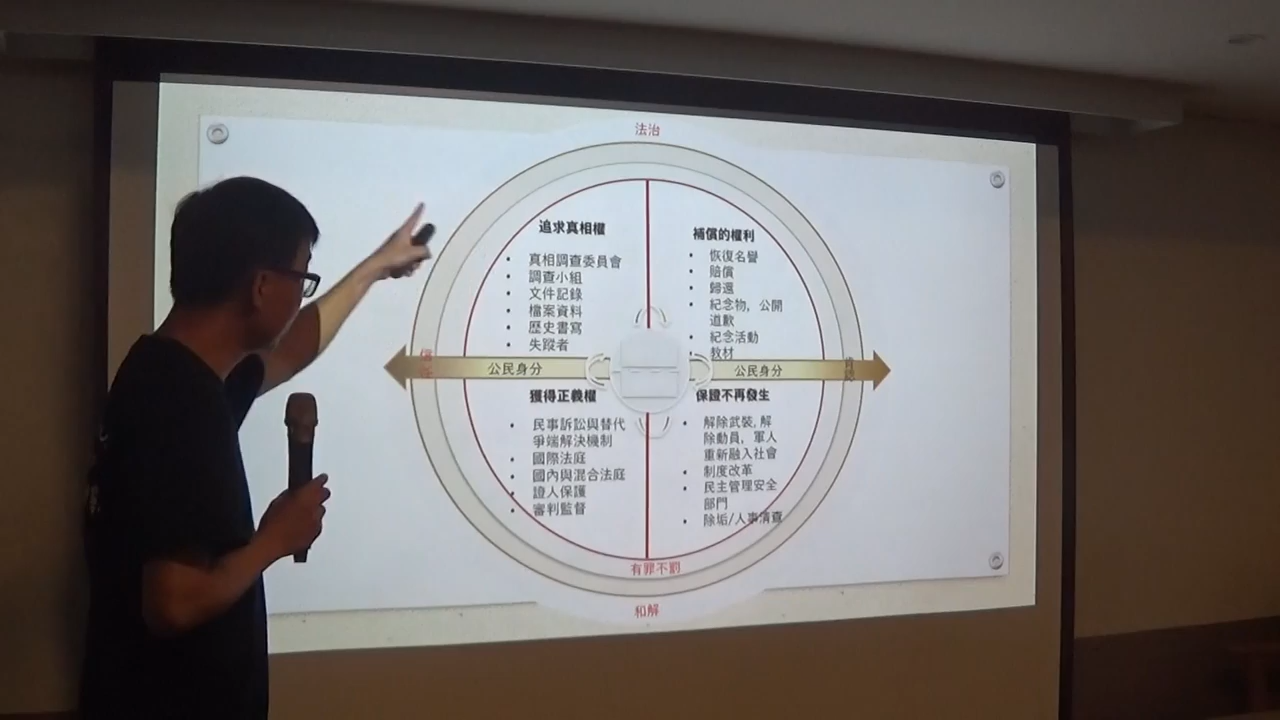 法治
追求真相權
• 真相調查委員會
• 調查小組
• 文件記錄
• 檔案資料
• 歷史書寫
• 失蹤者
補償的權利
• 恢復名譽
• 賠償
• 歸還
• 紀念物，公開
道歉
• 紀念活動
• 教材
信任
公民身分
公民身分
獲得正義權
• 民事訴訟與替代
爭端解決機制
• 國際法庭
• 國內與混合法庭
• 證人保護
• 審判監督
保證不再發生
• 解除武裝, 解
除動員，軍人
重新融入社會
• 制度改革
• 民主管理安全
部門
• 除垢/人事清查
有罪不罰
和解